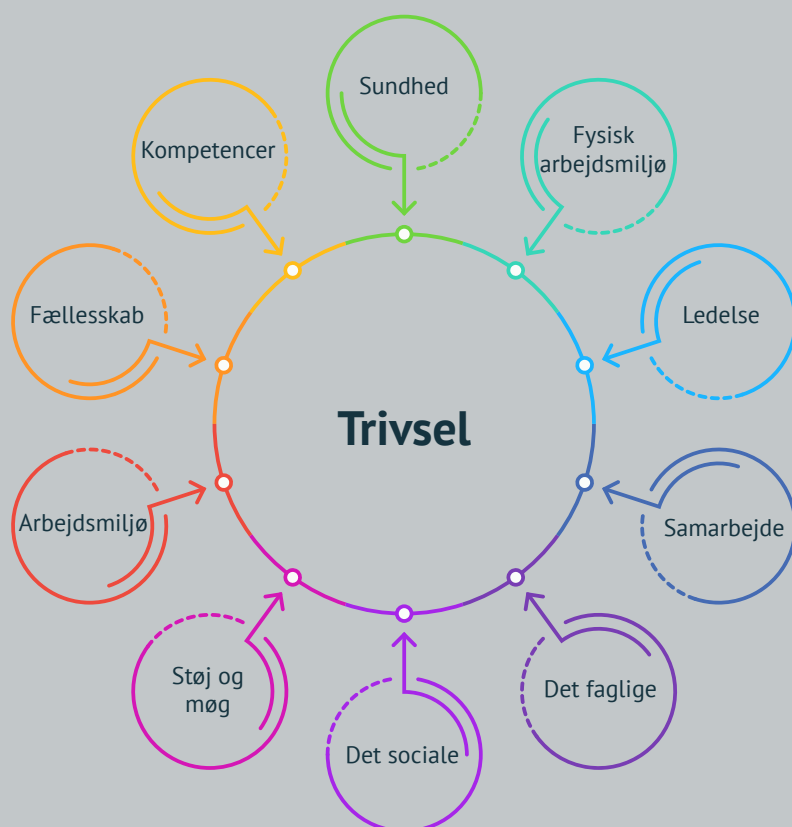 Sundhed
Fysisk
arbejdsmiljø
Ledelse
Samarbejde
Det faglige
Det sociale
Støj og
møg
Arbejdsmiljø
Fællesskab
Kompetencer
Trivsel